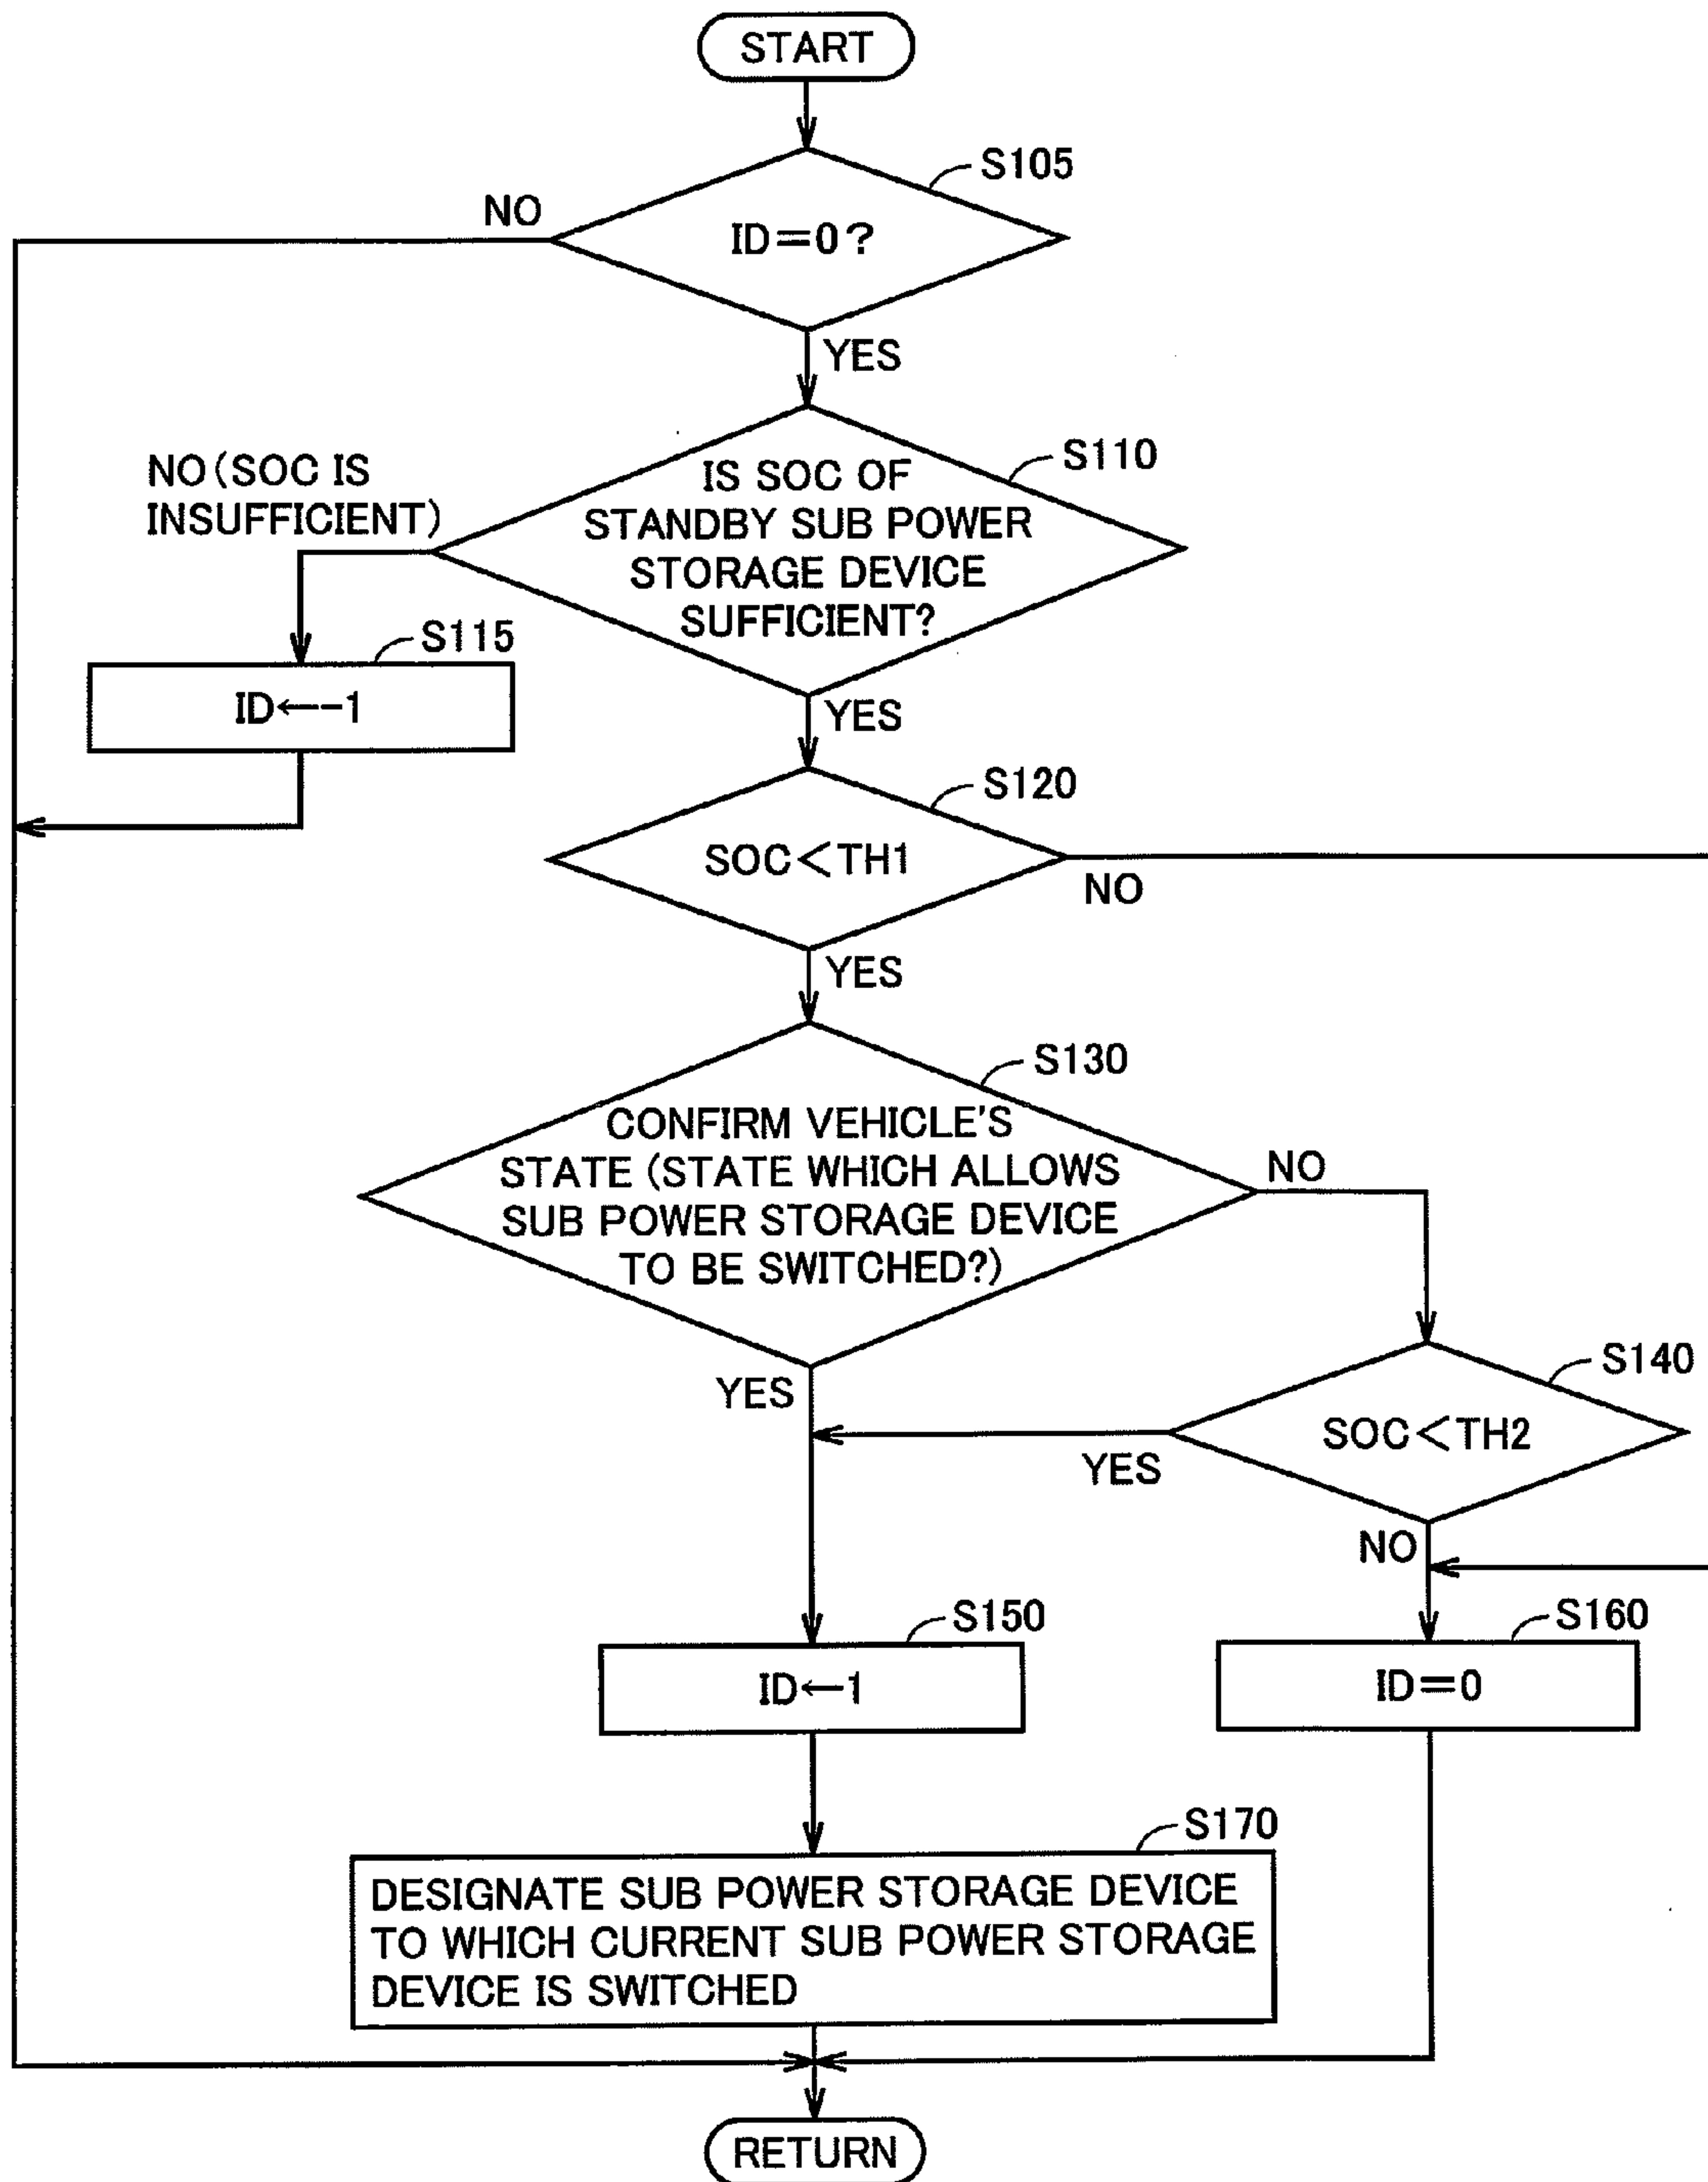 START
S105
NO
ID=0?
YES
S110
NO(SOC IS
INSUFFICIENT)
IS SOC OF
STANDBY SUB POWER
STORAGE DEVICE
SUFFICIENT?
S115
ID←-1
YES
S120
SOC<TH1
NO
YES
S130
CONFIRM VEHICLE'S
STATE (STATE WHICH ALLOWS
SUB POWER STORAGE DEVICE
TO BE SWITCHED?)
NO
YES
S140
SOC<TH2
YES
NO
S150
ID←1
S160
ID=0
S170
DESIGNATE SUB POWER STORAGE DEVICE
TO WHICH CURRENT SUB POWER STORAGE
DEVICE IS SWITCHED
RETURN